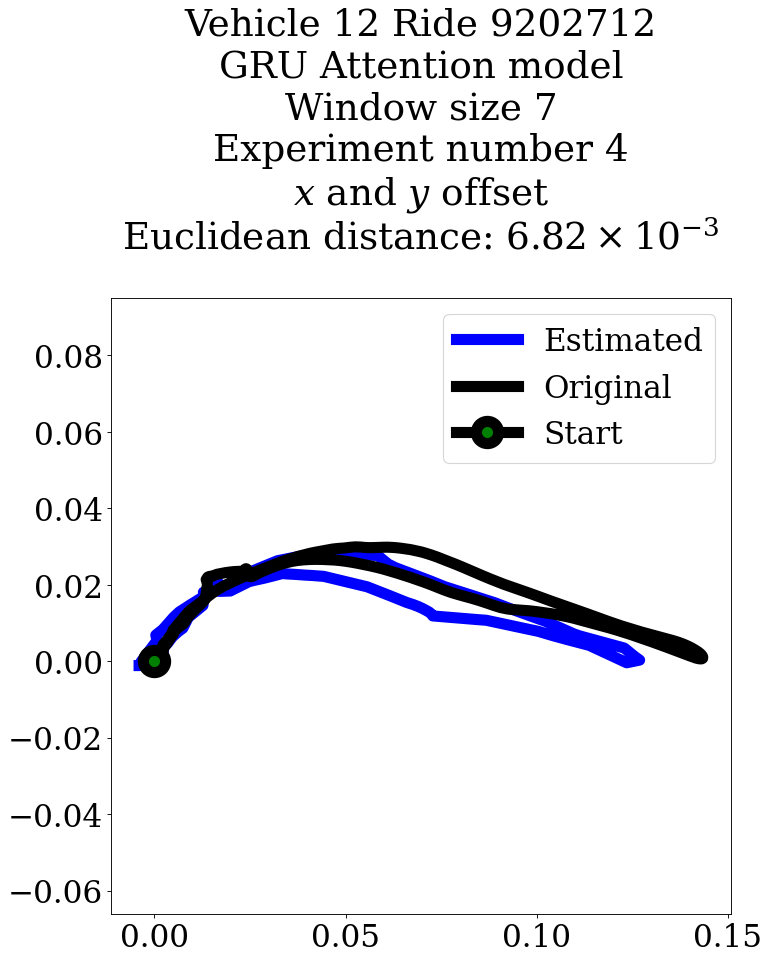 Vehicle 12 Ride 9202712
GRU Attention model
Window size 7
Experiment number 4
x and y offset
Euclidean distance: 6.82 × 10⁻³
Estimated
Original
Start
0.08
0.06
0.04
0.02
0.00
−0.02
−0.04
−0.06
0.00 0.05 0.10 0.15